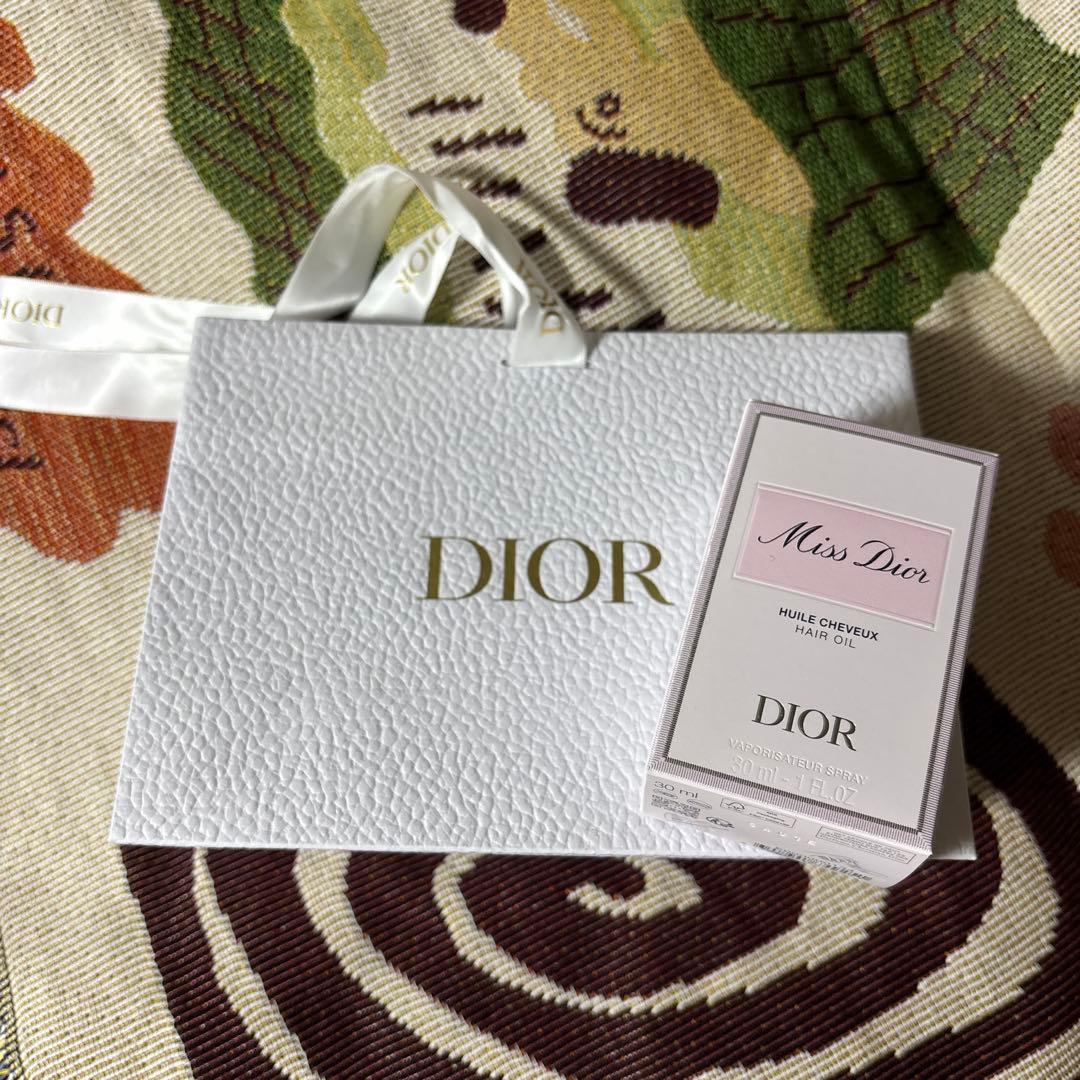 DIOR
DIOR
DIOR
DIOR
Miss Dior
HUILE CHEVEUX
HAIR OIL
DIOR
VAPORISATEUR SPRAY
30 ml - 1 FL.OZ
30 ml